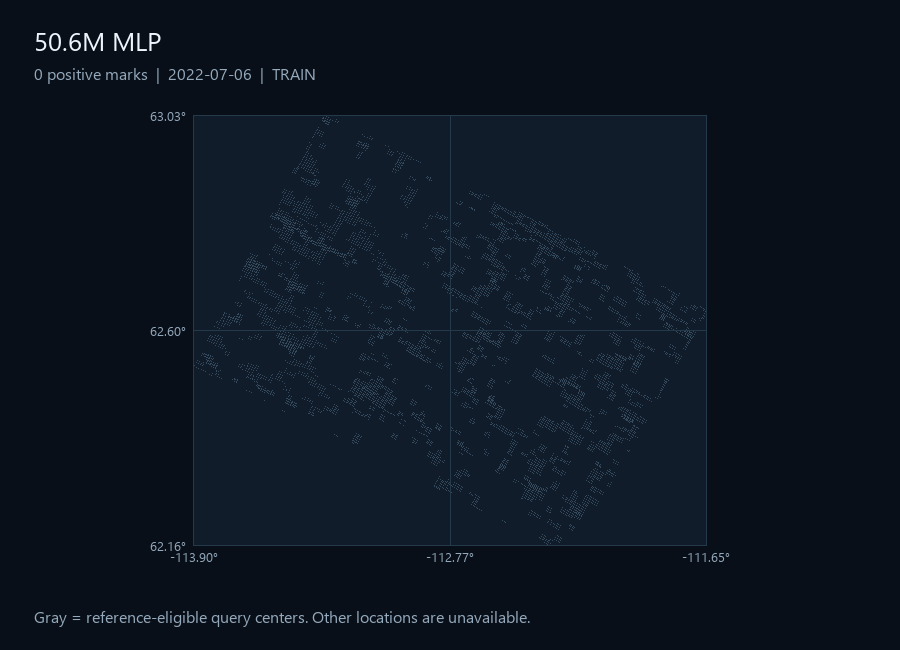 50.6M MLP
0 positive marks | 2022-07-06 | TRAIN
63.03°
62.60°
62.16°
-113.90°
-112.77°
-111.65°
Gray = reference-eligible query centers. Other locations are unavailable.